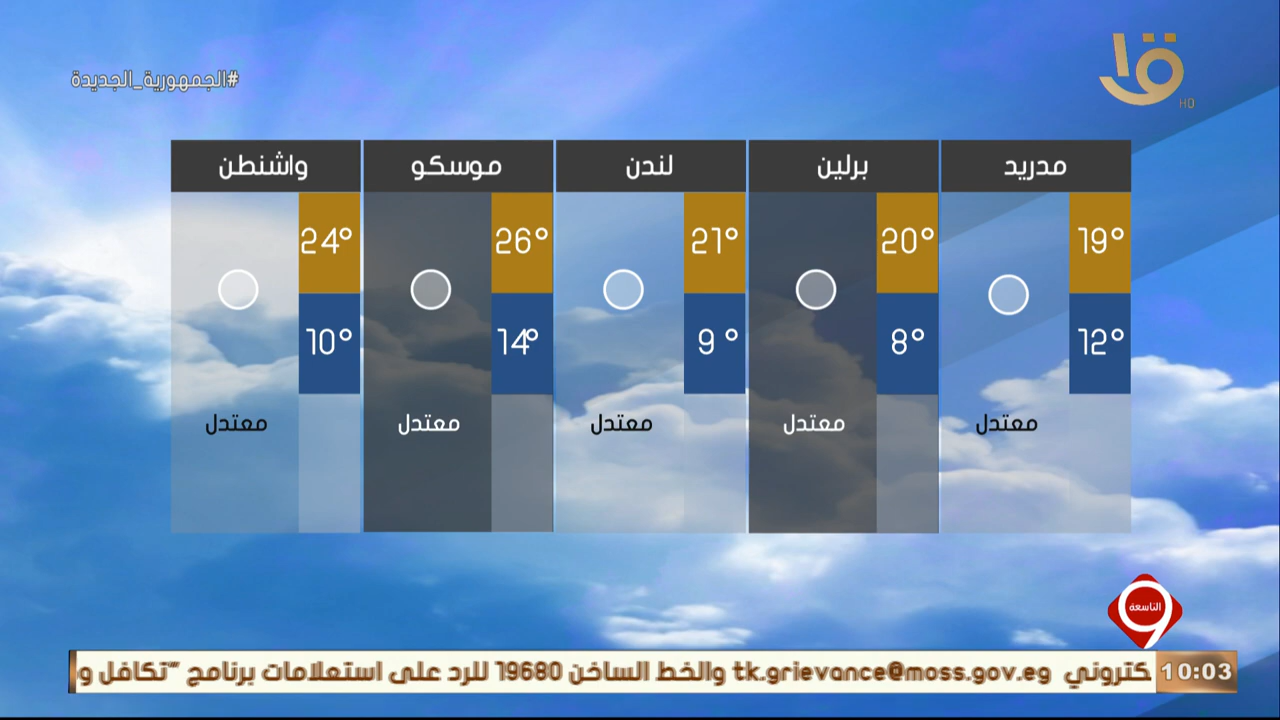 #الجمهورية_الجديدة
HD
مدريد برلين لندن موسكو واشنطن
19° 20° 21° 26° 24°
12° 8° 9° 14° 10°
معتدل معتدل معتدل معتدل معتدل
التاسعة
9
10:03 كتروني tk.grievance@moss.gov.eg والخط الساخن 19680 للرد على استعلامات برنامج "تكافل و